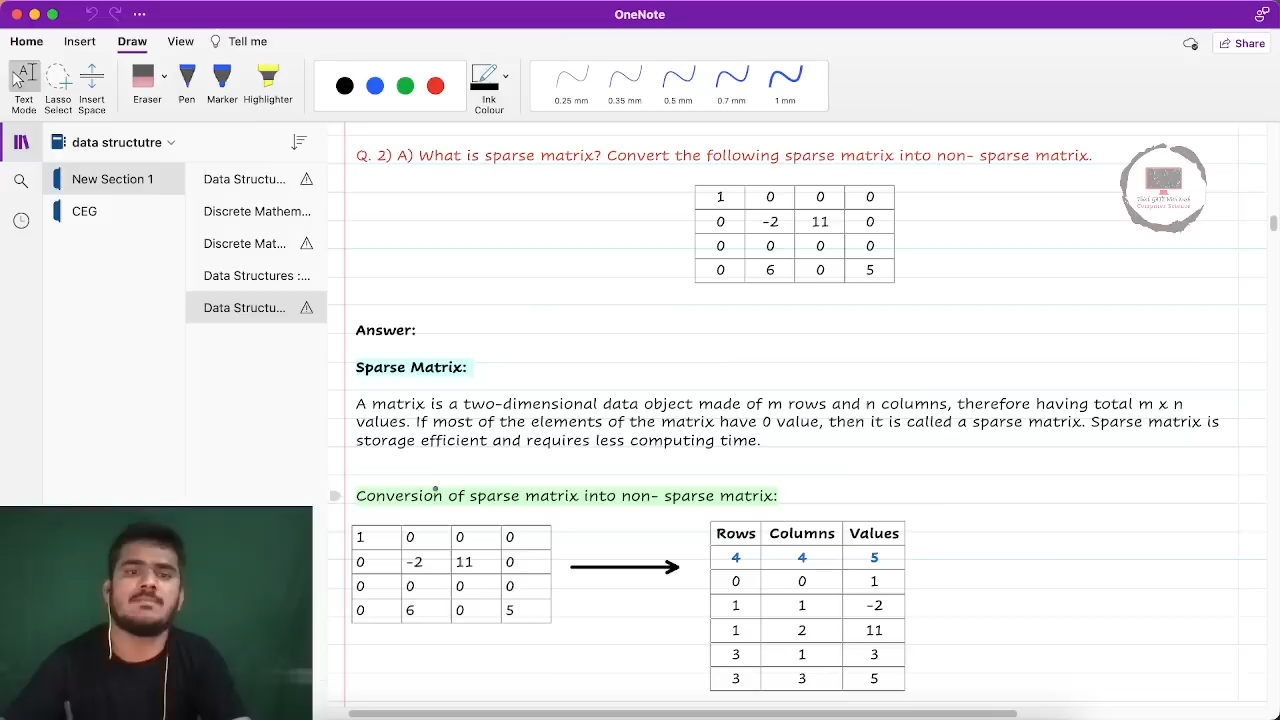 OneNote
Home Insert Draw View Tell me
Share
Text Mode
Lasso Select
Insert Space
Eraser
Pen
Marker
Highlighter
Ink Colour
0.25 mm 0.35 mm 0.5 mm 0.7 mm 1 mm
data structutre
New Section 1
CEG
Data Structu...
Discrete Mathem...
Discrete Mat...
Data Structures :...
Data Structu...
Q. 2) A) What is sparse matrix? Convert the following sparse matrix into non- sparse matrix.
1 0 0 0
0 -2 11 0
0 0 0 0
0 6 0 5
Computer Science
Answer:
Sparse Matrix:
A matrix is a two-dimensional data object made of m rows and n columns, therefore having total m x n
values. If most of the elements of the matrix have 0 value, then it is called a sparse matrix. Sparse matrix is
storage efficient and requires less computing time.
Conversion of sparse matrix into non- sparse matrix:
1 0 0 0
0 -2 11 0
0 0 0 0
0 6 0 5
Rows Columns Values
4 4 5
0 0 1
1 1 -2
1 2 11
3 1 3
3 3 5